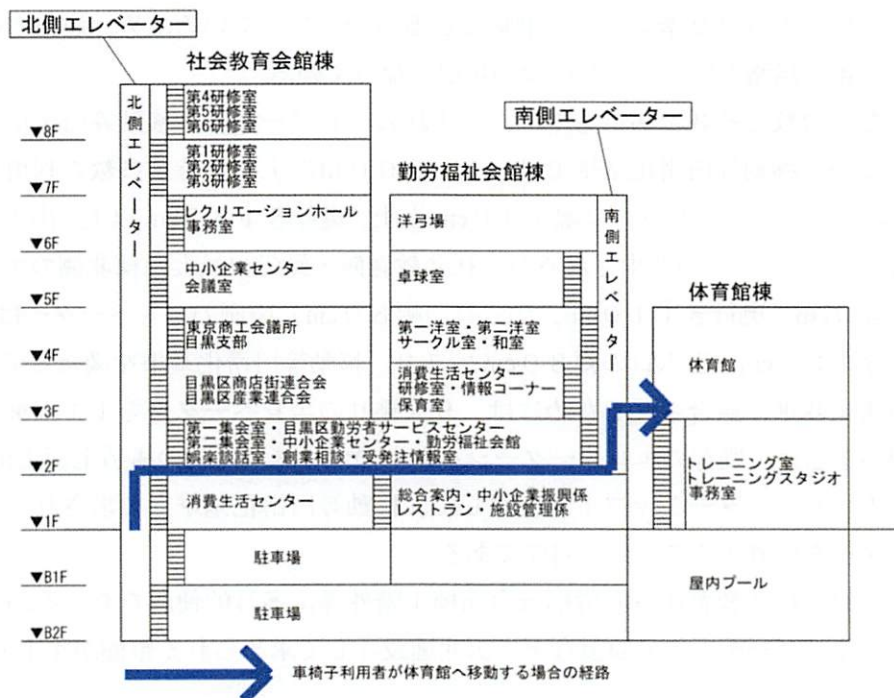 北側エレベーター
社会教育会館棟
北側エレベーター
第4研修室
第5研修室
第6研修室
▼8F
南側エレベーター
第1研修室
第2研修室
第3研修室
▼7F
勤労福祉会館棟
レクリエーションホール
事務室
洋弓場
南側エレベーター
▼6F
中小企業センター
会議室
卓球室
▼5F
体育館棟
東京商工会議所
目黒支部
第一洋室・第二洋室
サークル室・和室
▼4F
体育館
目黒区商店街連合会
目黒区産業連合会
消費生活センター
研修室・情報コーナー
保育室
▼3F
第一集会室・目黒区勤労者サービスセンター
第二集会室・中小企業センター・勤労福祉会館
娯楽談話室・創業相談・受発注情報室
▼2F
トレーニング室
トレーニングスタジオ
事務室
消費生活センター
総合案内・中小企業振興係
レストラン・施設管理係
▼1F
駐車場
▼B1F
屋内プール
駐車場
▼B2F
車椅子利用者が体育館へ移動する場合の経路